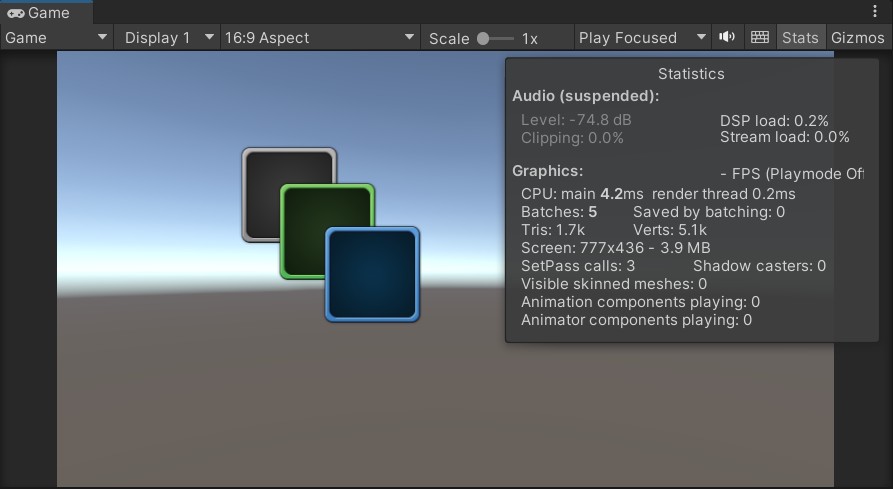 Game
Game Display 1 16:9 Aspect Scale 1x Play Focused Stats Gizmos
Statistics
Audio (suspended):
Level: -74.8 dB DSP load: 0.2%
Clipping: 0.0% Stream load: 0.0%
Graphics: - FPS (Playmode Off
CPU: main 4.2ms render thread 0.2ms
Batches: 5 Saved by batching: 0
Tris: 1.7k Verts: 5.1k
Screen: 777x436 - 3.9 MB
SetPass calls: 3 Shadow casters: 0
Visible skinned meshes: 0
Animation components playing: 0
Animator components playing: 0